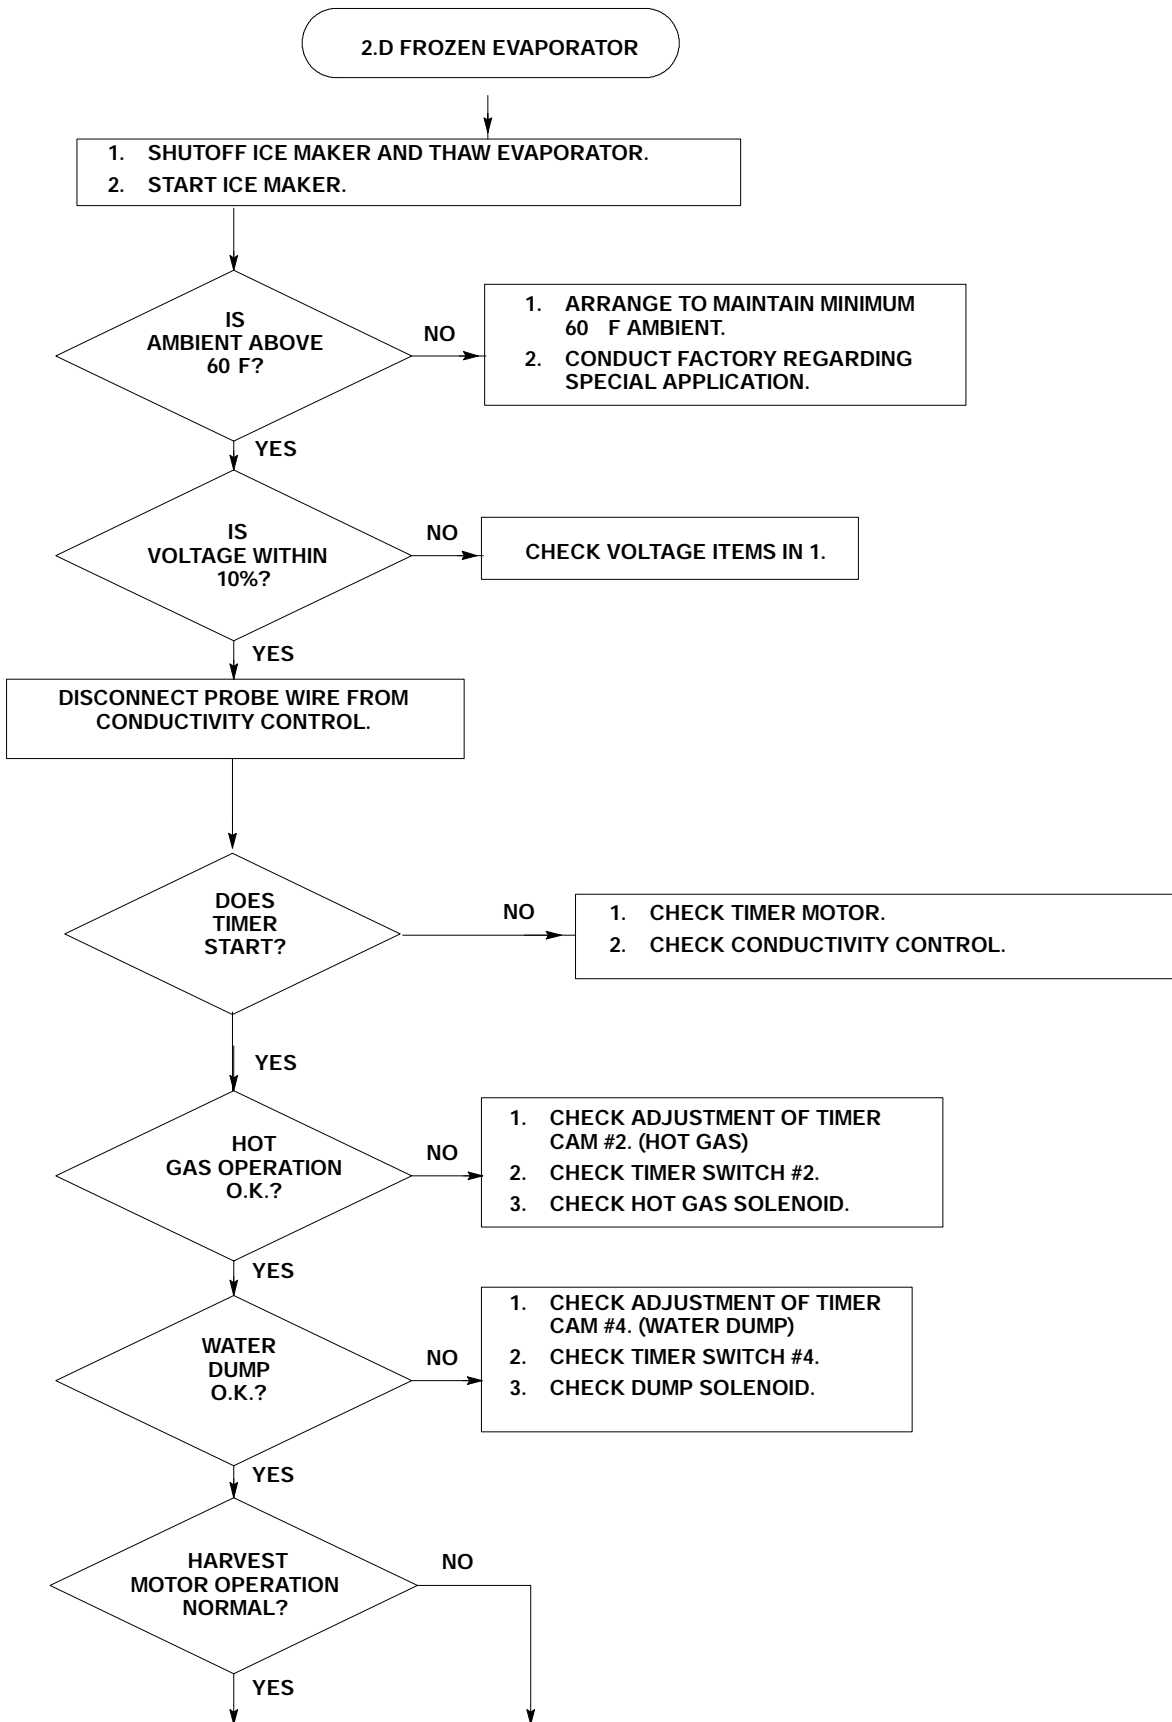 2.D FROZEN EVAPORATOR
1. SHUTOFF ICE MAKER AND THAW EVAPORATOR.
2. START ICE MAKER.
IS
AMBIENT ABOVE
60 F?
NO
1. ARRANGE TO MAINTAIN MINIMUM
60 F AMBIENT.
2. CONDUCT FACTORY REGARDING
SPECIAL APPLICATION.
YES
IS
VOLTAGE WITHIN
10%?
NO
CHECK VOLTAGE ITEMS IN 1.
YES
DISCONNECT PROBE WIRE FROM
CONDUCTIVITY CONTROL.
DOES
TIMER
START?
NO
1. CHECK TIMER MOTOR.
2. CHECK CONDUCTIVITY CONTROL.
YES
HOT
GAS OPERATION
O.K.?
NO
1. CHECK ADJUSTMENT OF TIMER
CAM #2. (HOT GAS)
2. CHECK TIMER SWITCH #2.
3. CHECK HOT GAS SOLENOID.
YES
WATER
DUMP
O.K.?
NO
1. CHECK ADJUSTMENT OF TIMER
CAM #4. (WATER DUMP)
2. CHECK TIMER SWITCH #4.
3. CHECK DUMP SOLENOID.
YES
HARVEST
MOTOR OPERATION
NORMAL?
NO
YES